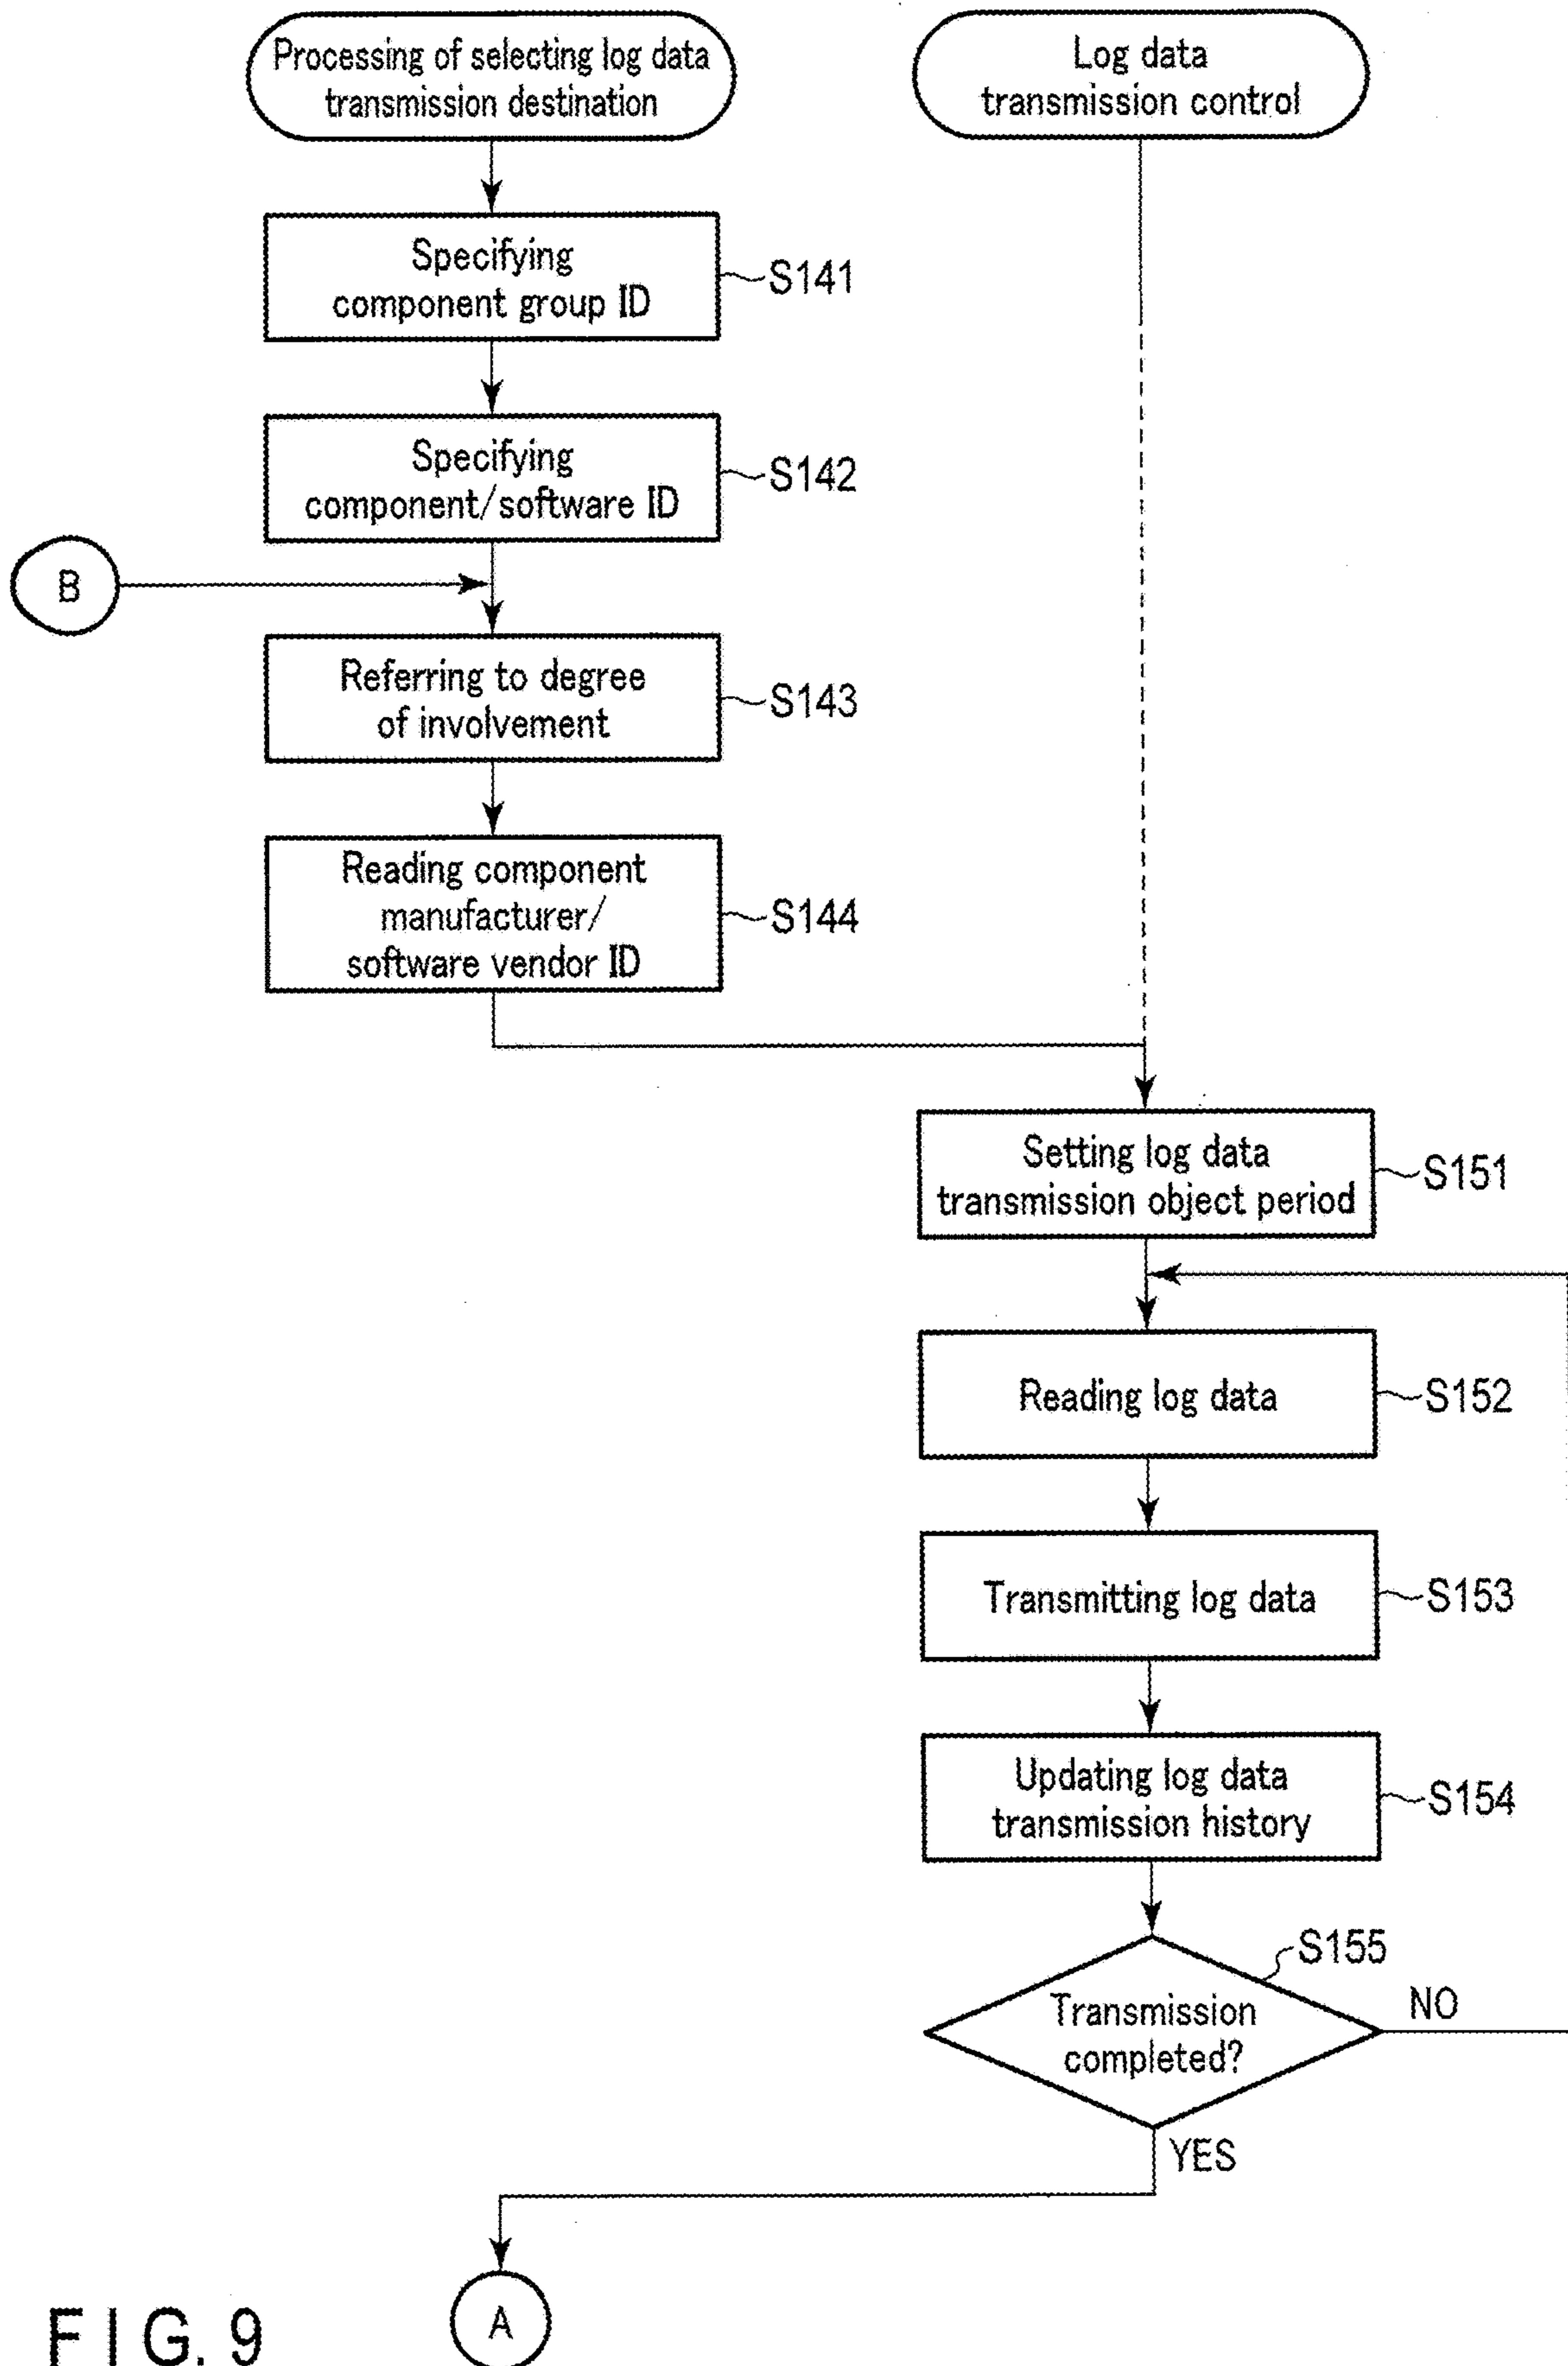 Processing of selecting log data
transmission destination
Log data
transmission control
Specifying
component group ID
S141
Specifying
component/software ID
S142
B
Referring to degree
of involvement
S143
Reading component
manufacturer/
software vendor ID
S144
Setting log data
transmission object period
S151
Reading log data
S152
Transmitting log data
S153
Updating log data
transmission history
S154
S155
Transmission
completed?
NO
YES
A
FIG. 9